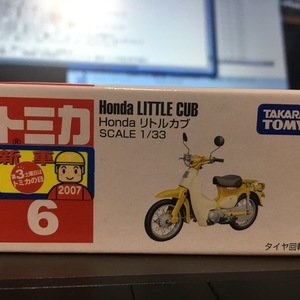 Honda LITTLE CUB
Honda リトルカブ
SCALE 1/33
TAKARA
TOMY
トミカ
新車
第3土曜日は
トミカの日
2007
6
タイヤ回転